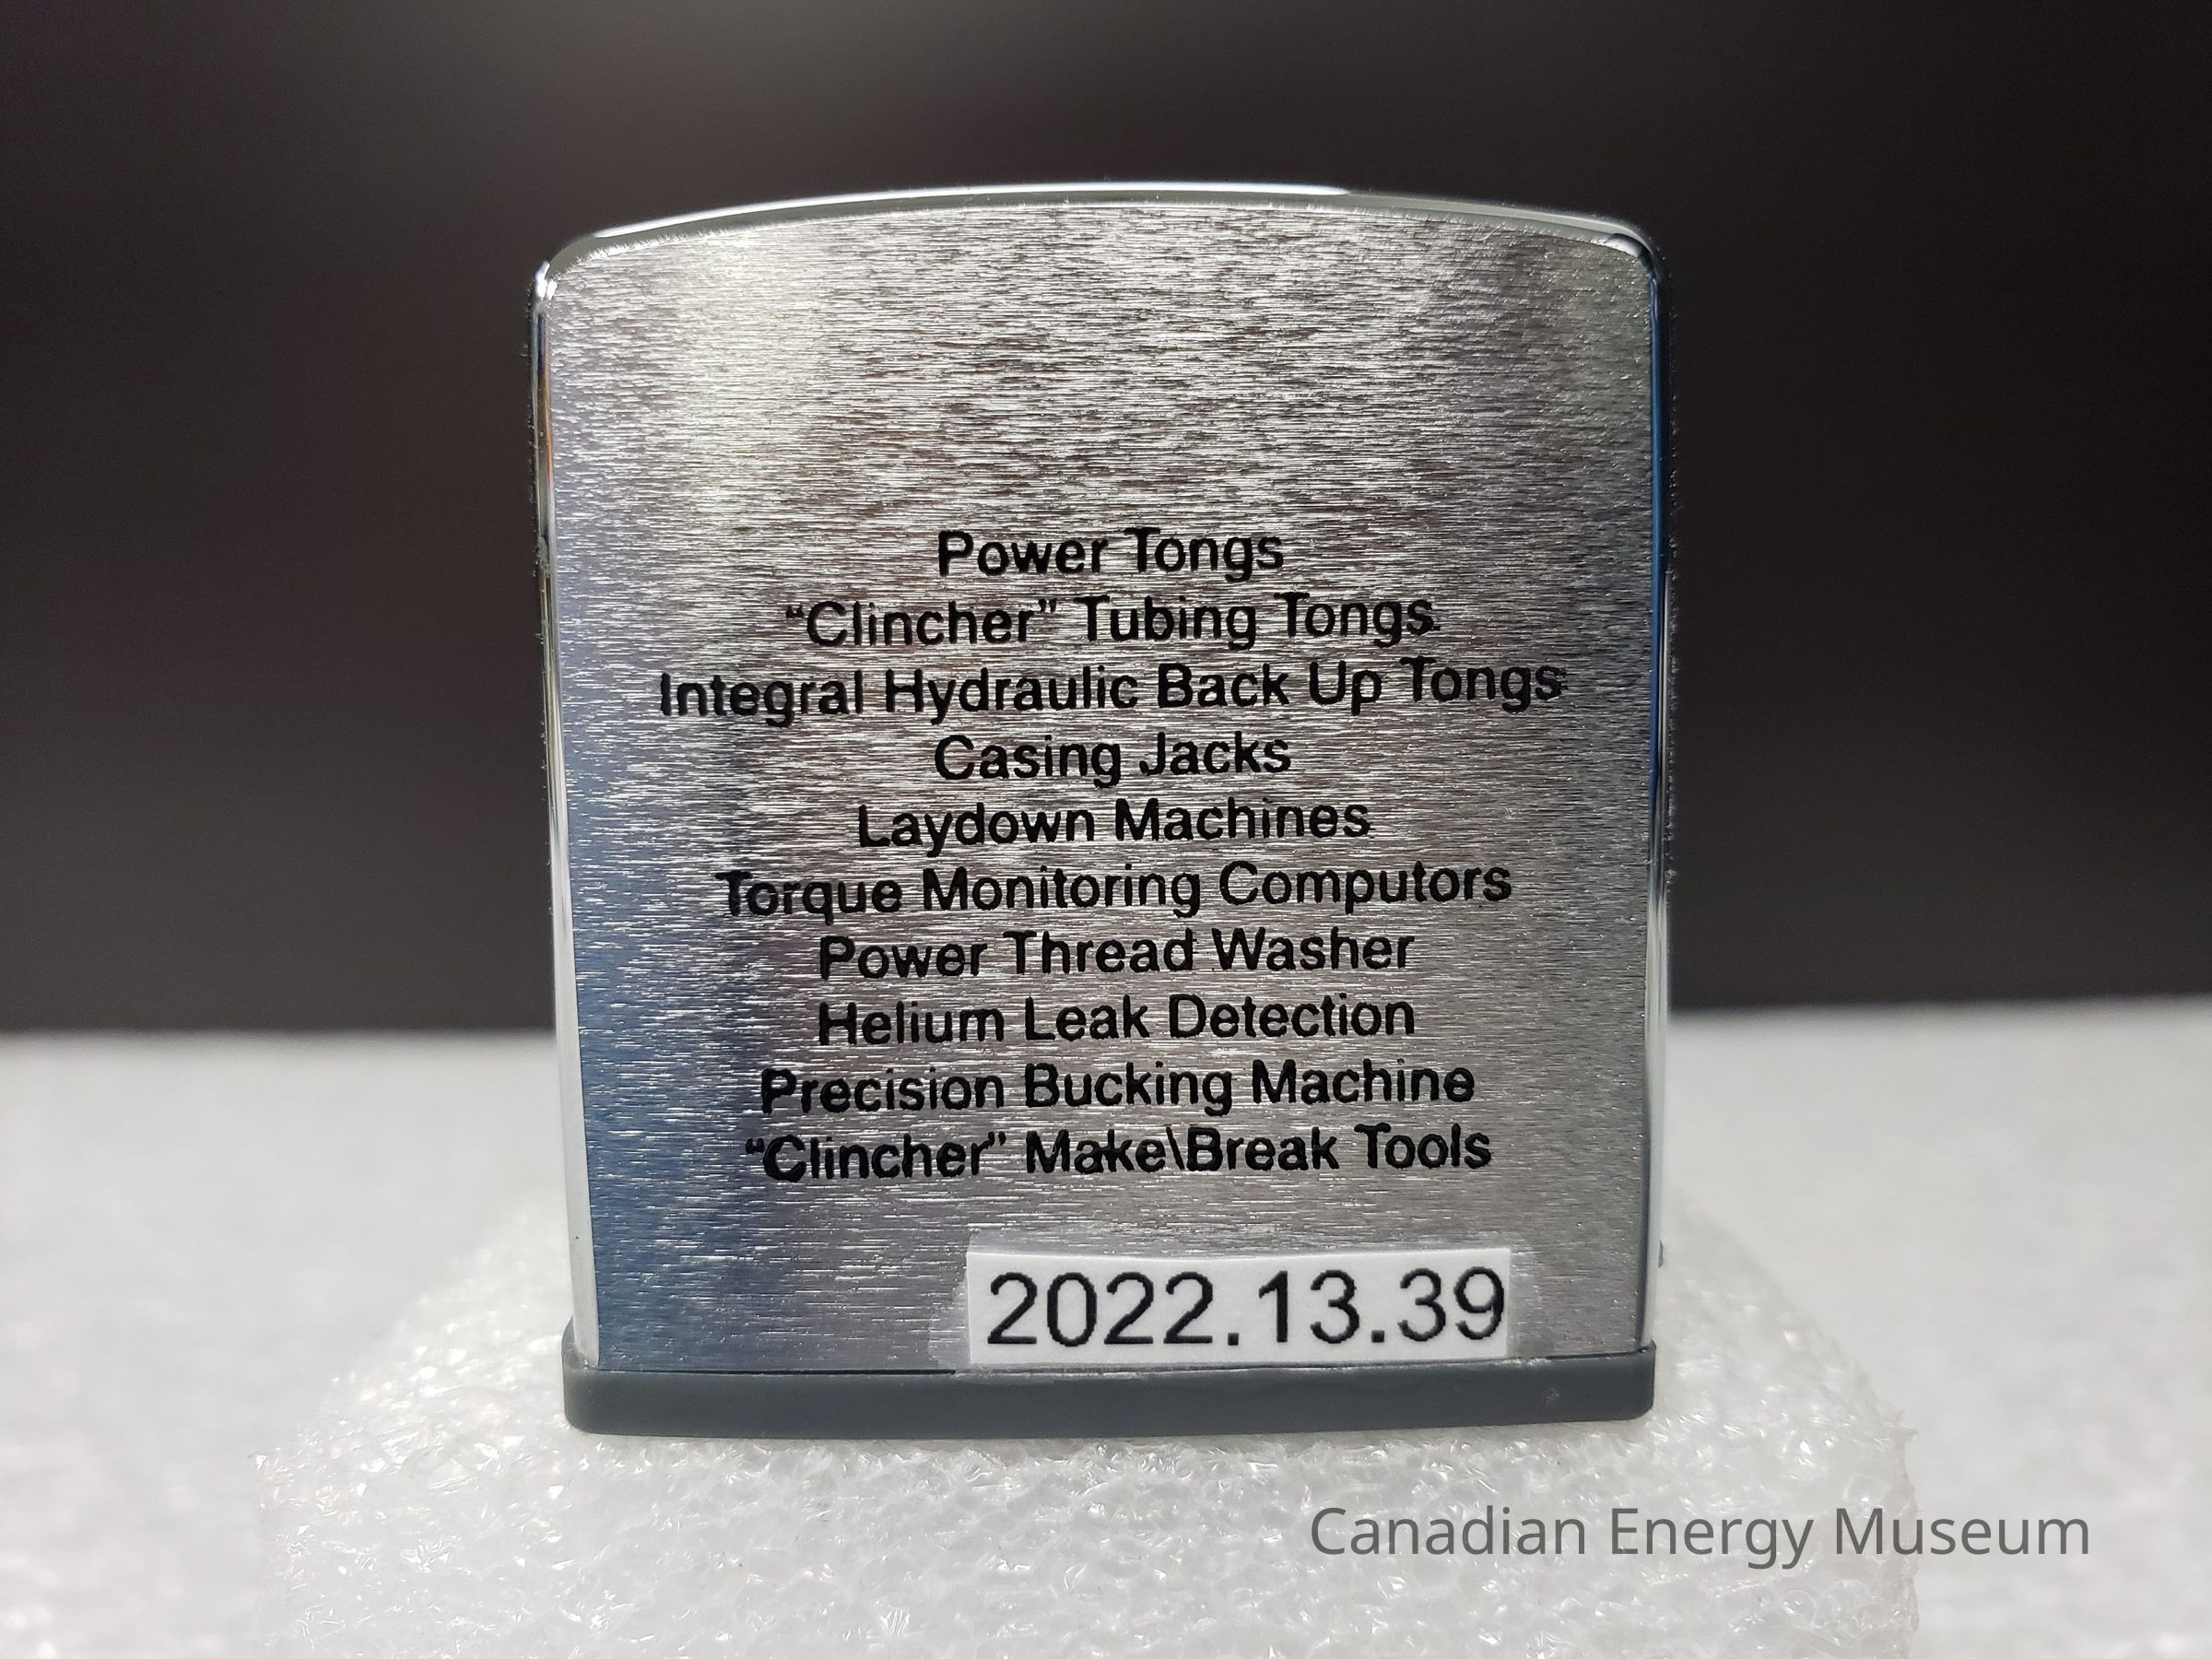 Power Tongs
“Clincher” Tubing Tongs
Integral Hydraulic Back Up Tongs
Casing Jacks
Laydown Machines
Torque Monitoring Computors
Power Thread Washer
Helium Leak Detection
Precision Bucking Machine
“Clincher” Make\Break Tools
2022.13.39
Canadian Energy Museum